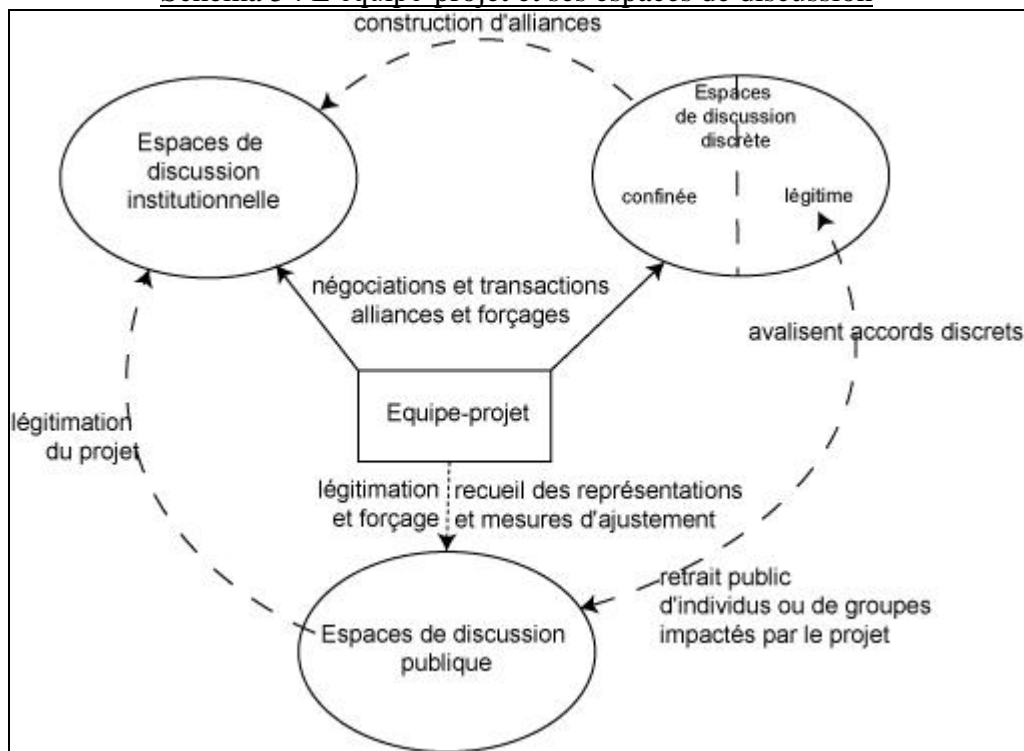 Schéma 3 : L'équipe-projet et ses espaces de discussion
construction d'alliances
Espaces de
discussion
institutionnelle
Espaces
de discussion
discrète
confinée
légitime
négociations et transactions
alliances et forçages
avalisent accords discrets
Equipe-projet
légitimation
du projet
légitimation
et forçage
recueil des représentations
et mesures d'ajustement
retrait public
d'individus ou de groupes
impactés par le projet
Espaces de discussion
publique